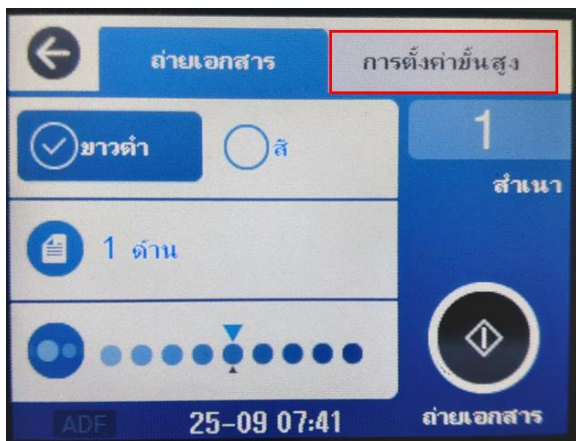 ถ่ายเอกสาร
การตั้งค่าขั้นสูง
ขาวดำ
สี
1
สำเนา
1 ด้าน
ADF
25-09 07:41
ถ่ายเอกสาร